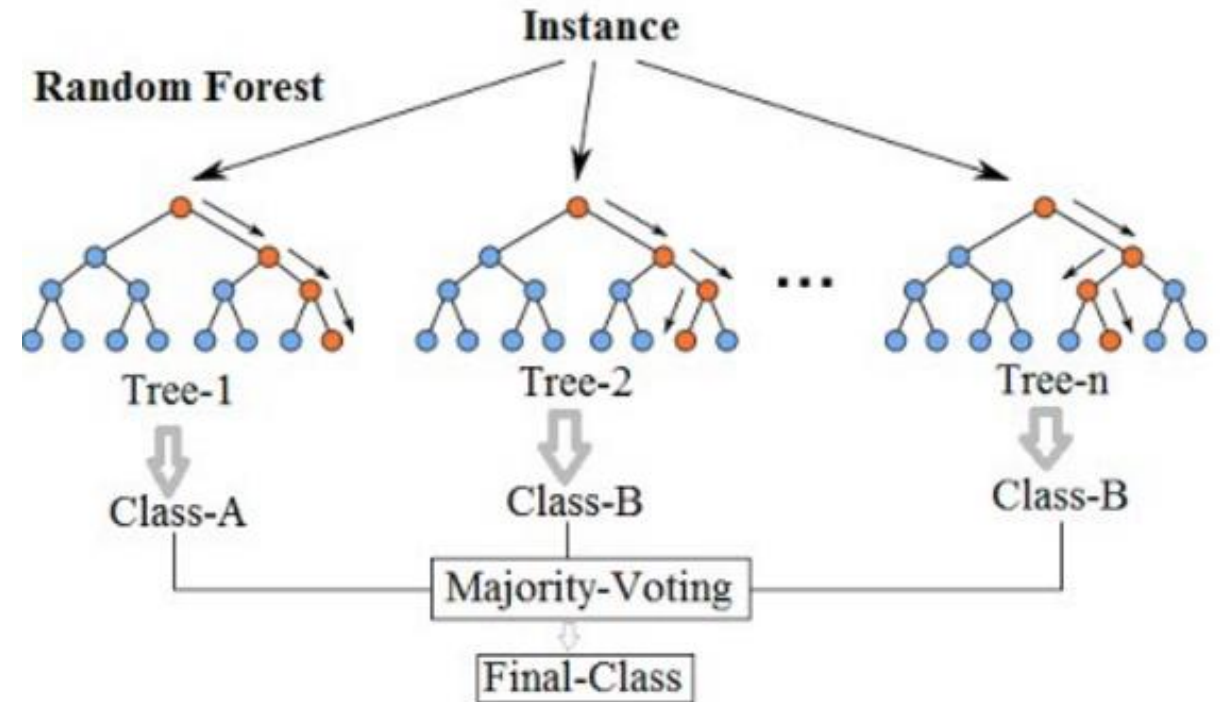 Instance
Random Forest
...
Tree-1
Tree-2
Tree-n
Class-A
Class-B
Class-B
Majority-Voting
Final-Class